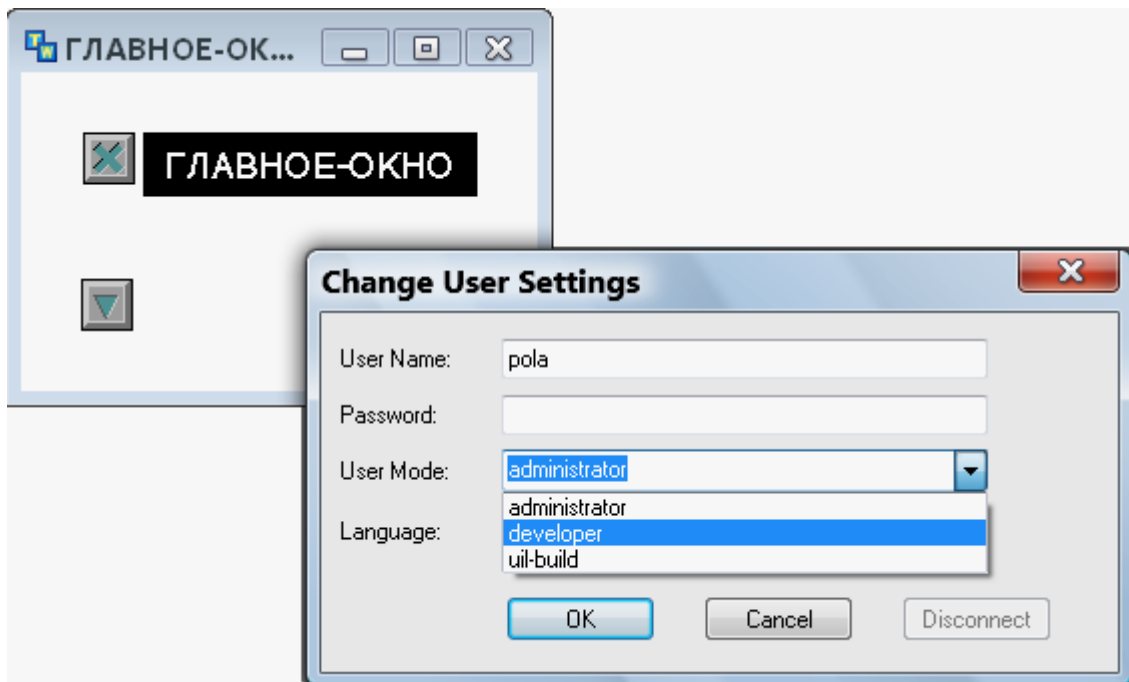 ГЛАВНОЕ-ОК...
ГЛАВНОЕ-ОКНО
Change User Settings
User Name: pola
Password:
User Mode: administrator
administrator
Language: developer
uil-build
OK Cancel Disconnect